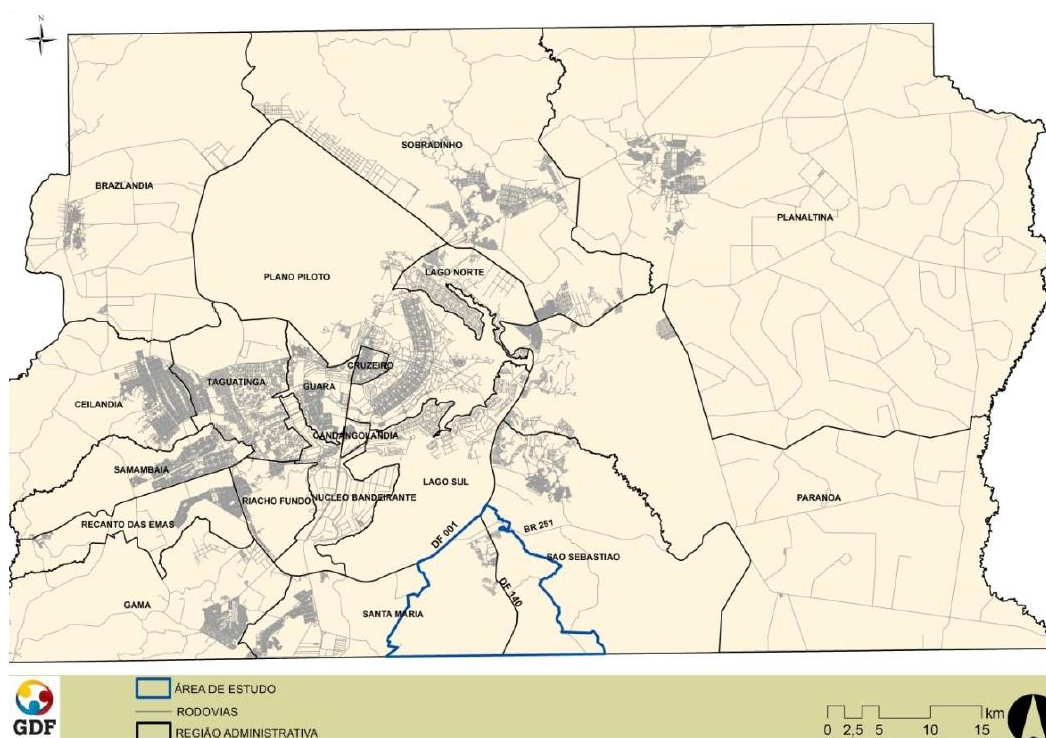 N
SOBRADINHO
BRAZLANDIA
PLANALTINA
LAGO NORTE
PLANO PILOTO
CRUZEIRO
TAGUATINGA
GUARA
CEILANDIA
CANDANGOLANDIA
SAMAMBAIA
LAGO SUL
RIACHO FUNDO
NUCLEO BANDEIRANTE
PARANOA
RECANTO DAS EMAS
DF 001
BR 251
SAO SEBASTIAO
DF 140
GAMA
SANTA MARIA
GDF
ÁREA DE ESTUDO
RODOVIAS
REGIÃO ADMINISTRATIVA
km
0 2,5 5 10 15